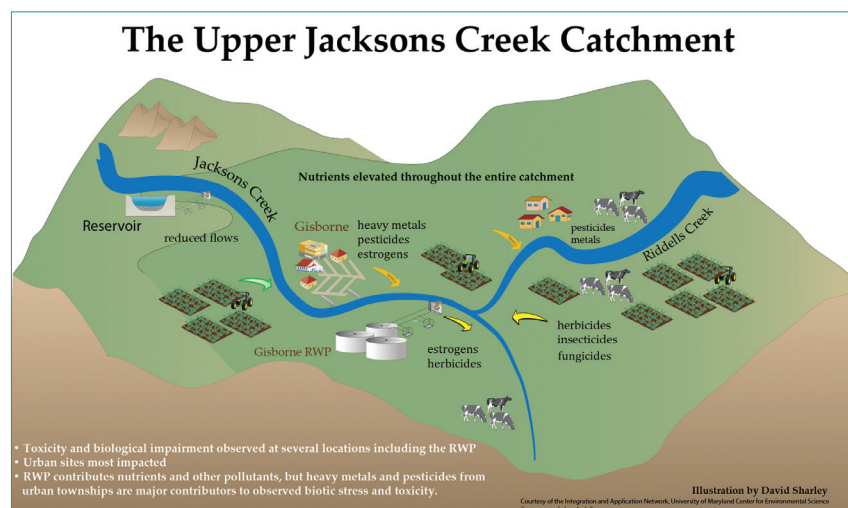 The Upper Jacksons Creek Catchment
Jacksons Creek
Nutrients elevated throughout the entire catchment
Reservoir
reduced flows
Gisborne
heavy metals
pesticides
estrogens
pesticides
metals
Riddells Creek
Gisborne RWP
estrogens
herbicides
herbicides
insecticides
fungicides
• Toxicity and biological impairment observed at several locations including the RWP
• Urban sites most impacted
• RWP contributes nutrients and other pollutants, but heavy metals and pesticides from
urban townships are major contributors to observed biotic stress and toxicity.
Illustration by David Sharley
Courtesy of the Integration and Application Network, University of Maryland Center for Environmental Science